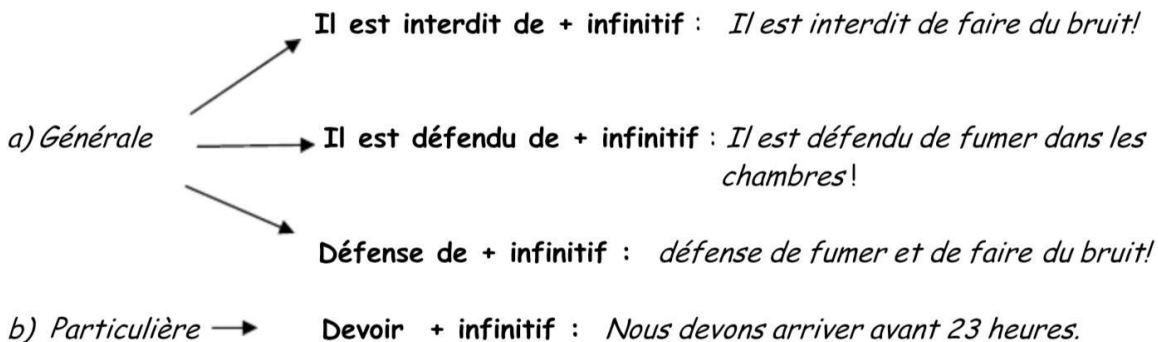 Il est interdit de + infinitif : Il est interdit de faire du bruit!
a) Générale Il est défendu de + infinitif : Il est défendu de fumer dans les
chambres!
Défense de + infinitif : défense de fumer et de faire du bruit!
b) Particulière Devoir + infinitif : Nous devons arriver avant 23 heures.